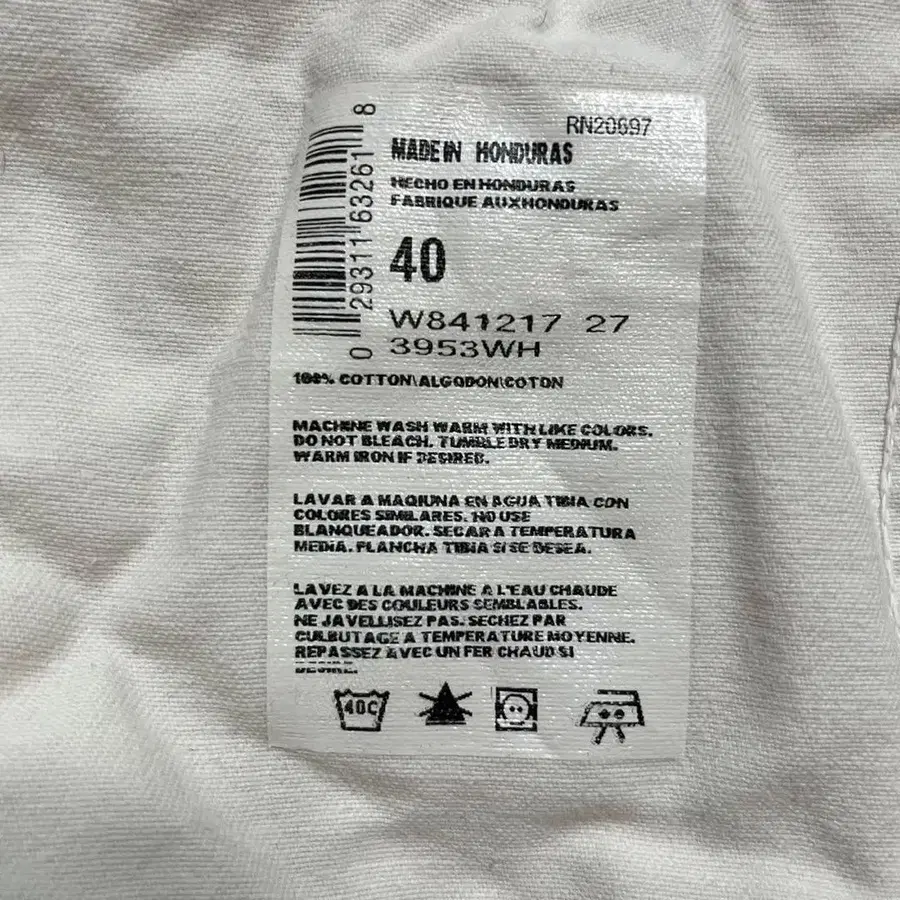 RN20697
MADE IN HONDURAS
HECHO EN HONDURAS
FABRIQUE AUXHONDURAS
0 29311 63261 8
40
W841217 27
3953WH
100% COTTON\ALGODON\COTON
MACHINE WASH WARM WITH LIKE COLORS.
DO NOT BLEACH. TUMBLE DRY MEDIUM.
WARM IRON IF DESIRED.
LAVAR A MAQIUNA EN AGUA TIBIA CON
COLORES SIMILARES. NO USE
BLANQUEADOR. SECAR A TEMPERATURA
MEDIA. PLANCHA TIBIA SI SE DESEA.
LAVEZ A LA MACHINE A L'EAU CHAUDE
AVEC DES COULEURS SEMBLABLES.
NE JAVELLISEZ PAS. SECHEZ PAR
CULBUTAGE A TEMPERATURE MOYENNE.
REPASSEZ AVEC UN FER CHAUD SI
DESIRE.
40C